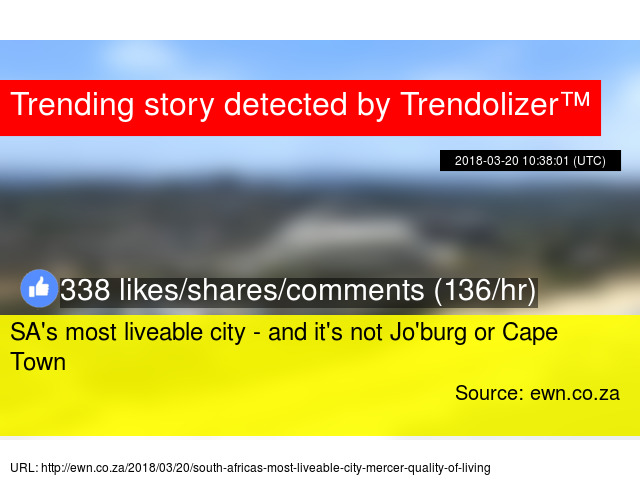 Trending story detected by Trendolizer™
2018-03-20 10:38:01 (UTC)
338 likes/shares/comments (136/hr)
SA's most liveable city - and it's not Jo'burg or Cape
Town
Source: ewn.co.za
URL: http://ewn.co.za/2018/03/20/south-africas-most-liveable-city-mercer-quality-of-living